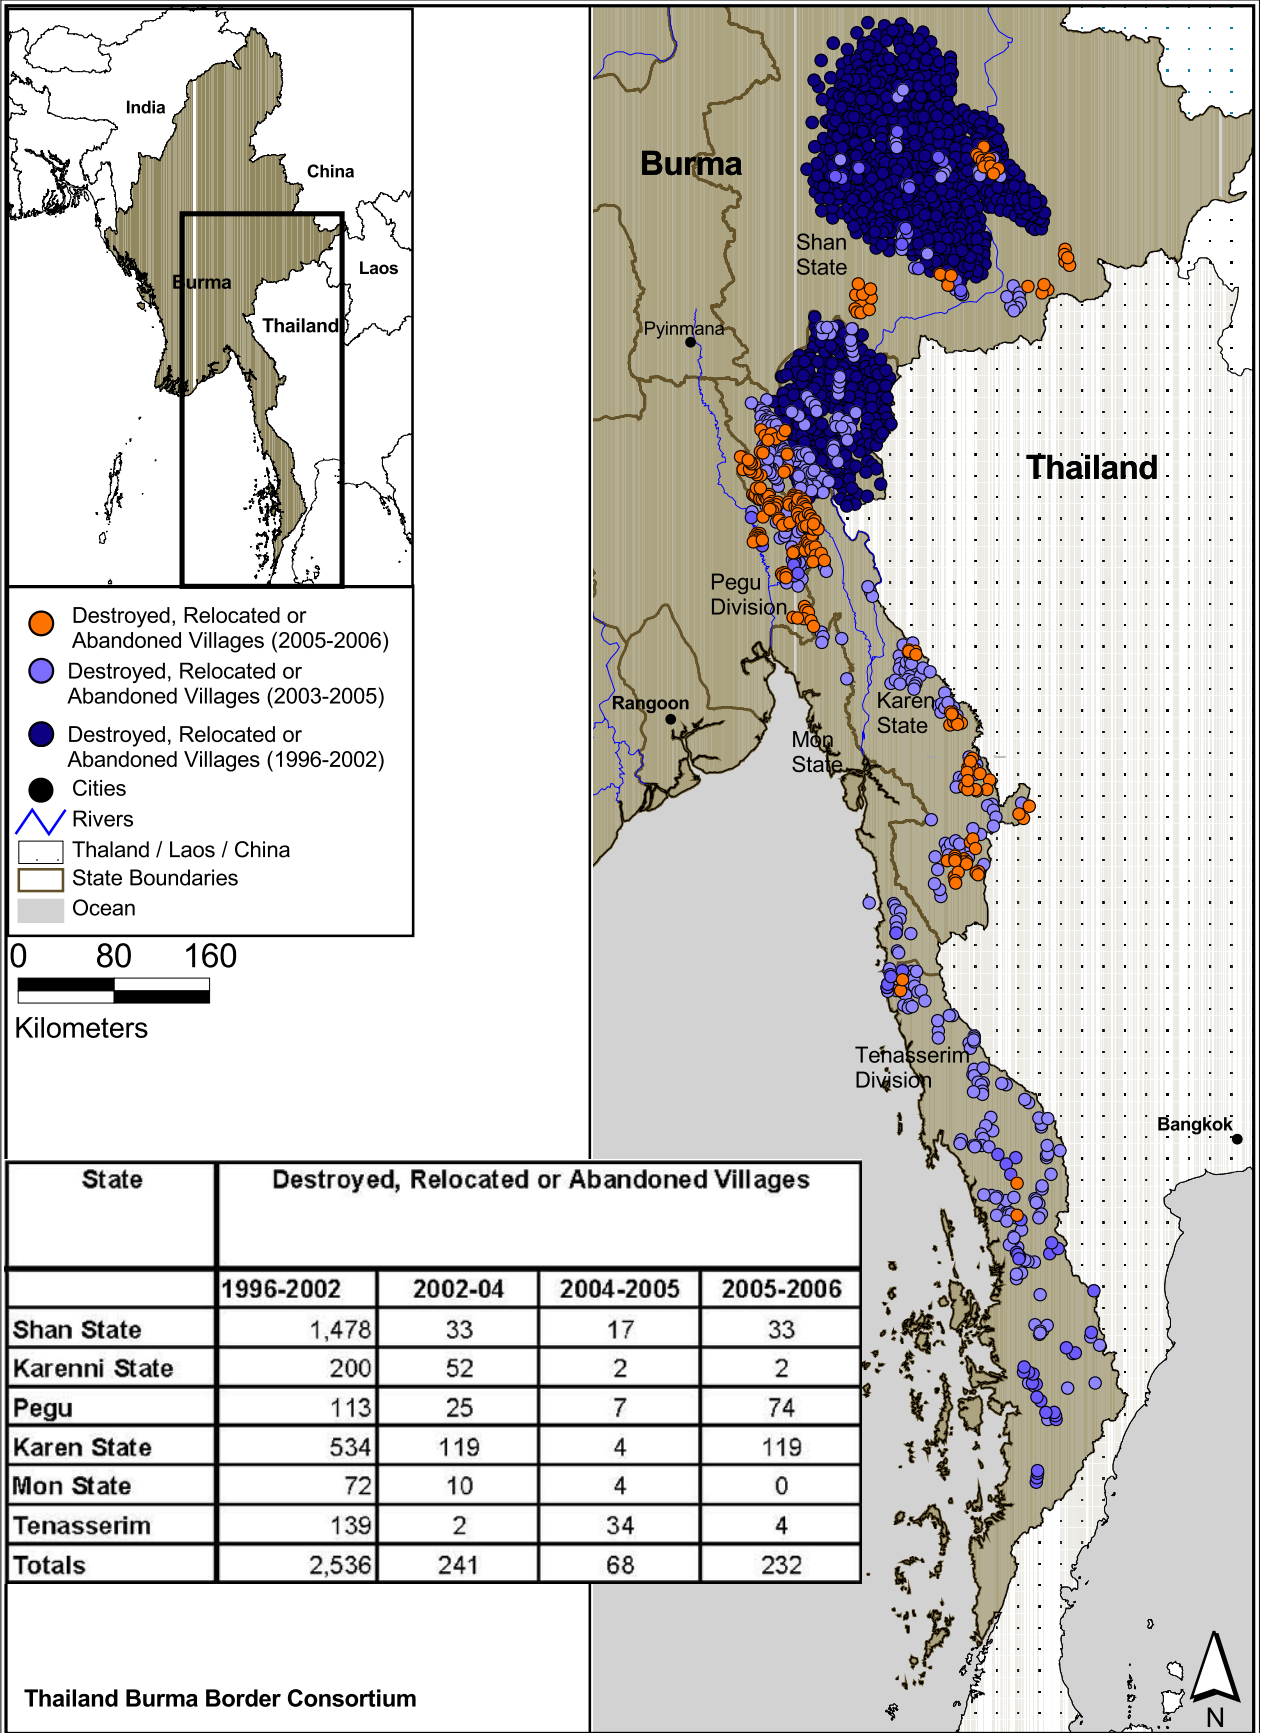 India
China
Burma
Laos
Thailand
Destroyed, Relocated or
Abandoned Villages (2005-2006)
Destroyed, Relocated or
Abandoned Villages (2003-2005)
Destroyed, Relocated or
Abandoned Villages (1996-2002)
Cities
Rivers
Thaland / Laos / China
State Boundaries
Ocean
0 80 160
Kilometers
Burma
Shan
State
Pyinmana
Thailand
Pegu
Division
Rangoon
Karen
State
Mon
State
Tenasserim
Division
Bangkok
State Destroyed, Relocated or Abandoned Villages
1996-2002 2002-04 2004-2005 2005-2006
Shan State 1,478 33 17 33
Karenni State 200 52 2 2
Pegu 113 25 7 74
Karen State 534 119 4 119
Mon State 72 10 4 0
Tenasserim 139 2 34 4
Totals 2,536 241 68 232
Thailand Burma Border Consortium
N